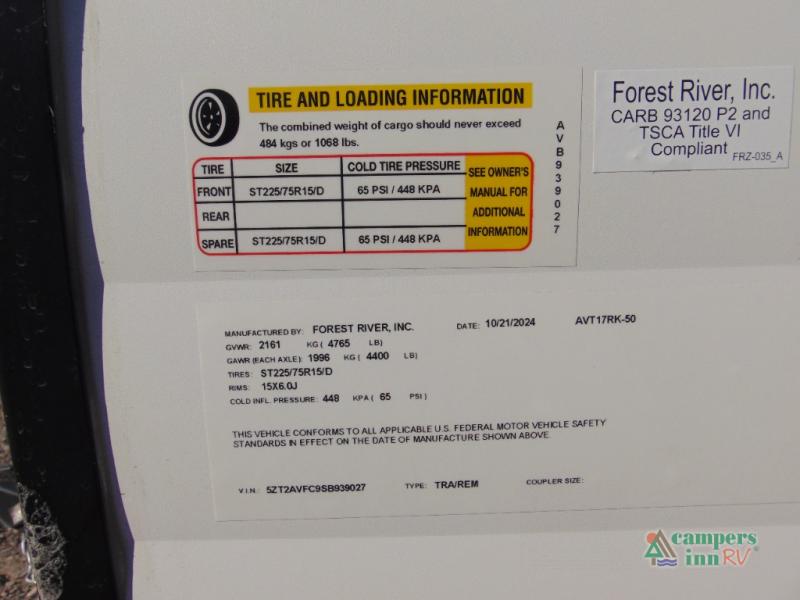 TIRE AND LOADING INFORMATION
The combined weight of cargo should never exceed
484 kgs or 1068 lbs.
TIRE SIZE COLD TIRE PRESSURE
FRONT ST225/75R15/D 65 PSI / 448 KPA
REAR
SPARE ST225/75R15/D 65 PSI / 448 KPA
SEE OWNER'S
MANUAL FOR
ADDITIONAL
INFORMATION
AVB939027
Forest River, Inc.
CARB 93120 P2 and
TSCA Title VI
Compliant FRZ-035_A
MANUFACTURED BY: FOREST RIVER, INC. DATE: 10/21/2024 AVT17RK-50
GVWR: 2161 KG ( 4765 LB)
GAWR (EACH AXLE): 1996 KG ( 4400 LB)
TIRES: ST225/75R15/D
RIMS: 15X6.0J
COLD INFL. PRESSURE: 448 KPA ( 65 PSI )
THIS VEHICLE CONFORMS TO ALL APPLICABLE U.S. FEDERAL MOTOR VEHICLE SAFETY
STANDARDS IN EFFECT ON THE DATE OF MANUFACTURE SHOWN ABOVE.
V.I.N.: 5ZT2AVFC9SB939027 TYPE: TRA/REM COUPLER SIZE:
campers
inn RV®